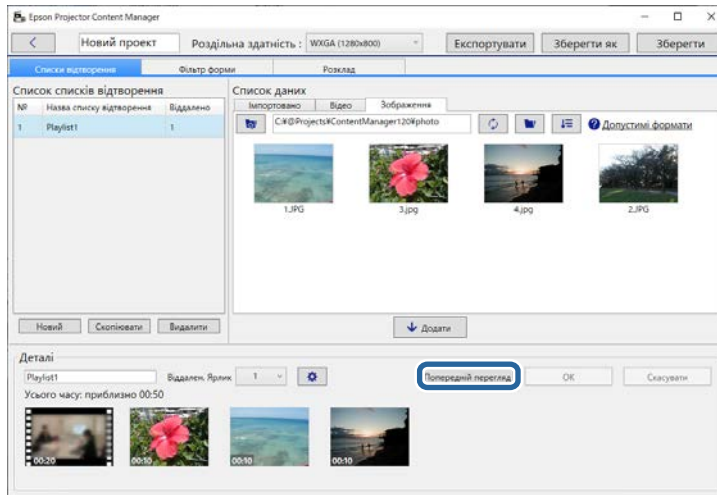 Epson Projector Content Manager
Новий проект Роздільна здатність : WXGA (1280x800) Експортувати Зберегти як Зберегти
Списки відтворення Фільтр форми Розклад
Список списків відтворення
№ Назва списку відтворення Віддалено
1 Playlist1 1
Новий Скопіювати Видалити
Список даних
Імпортовано Відео Зображення
C:¥@Projects¥ContentManager120¥photo Допустимі формати
1.JPG 3.jpg 4.jpg 2.JPG
Додати
Деталі
Playlist1 Віддален. Ярлик 1 Попередній перегляд ОК Скасувати
Усього часу: приблизно 00:50
00:20 00:10 00:10 00:10